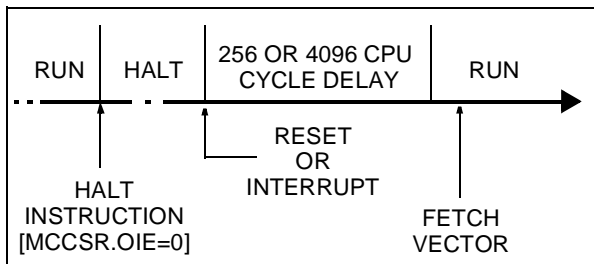 RUN
HALT
256 OR 4096 CPU
CYCLE DELAY
RUN
RESET
OR
INTERRUPT
HALT
INSTRUCTION
[MCCSR.OIE=0]
FETCH
VECTOR